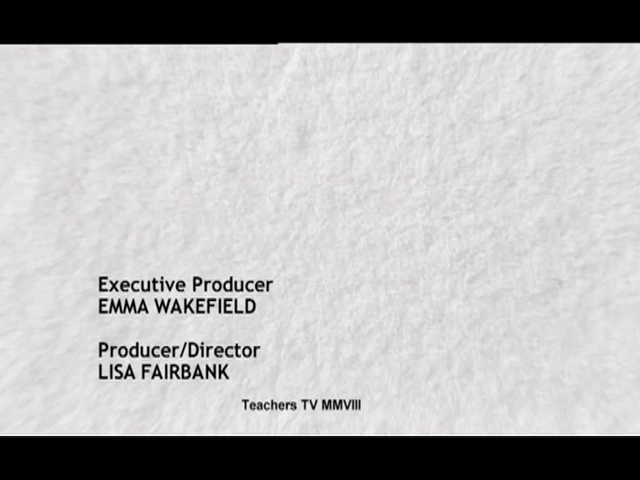 Executive Producer
EMMA WAKEFIELD
Producer/Director
LISA FAIRBANK
Teachers TV MMVIII